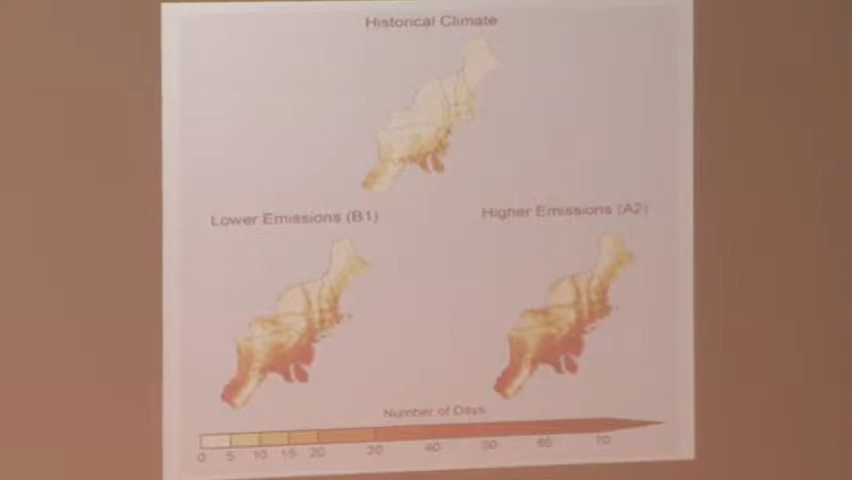 Historical Climate
Lower Emissions (B1)
Higher Emissions (A2)
Number of Days
0 5 10 15 20 30 40 50 60 70